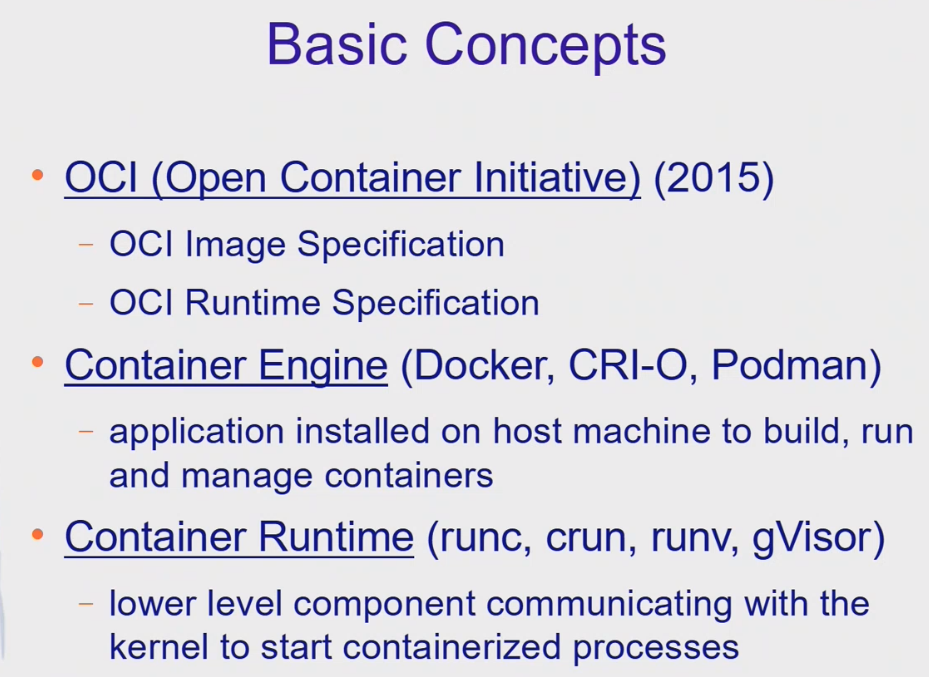 Basic Concepts
• OCI (Open Container Initiative) (2015)
– OCI Image Specification
– OCI Runtime Specification
• Container Engine (Docker, CRI-O, Podman)
– application installed on host machine to build, run
and manage containers
• Container Runtime (runc, crun, runv, gVisor)
– lower level component communicating with the
kernel to start containerized processes